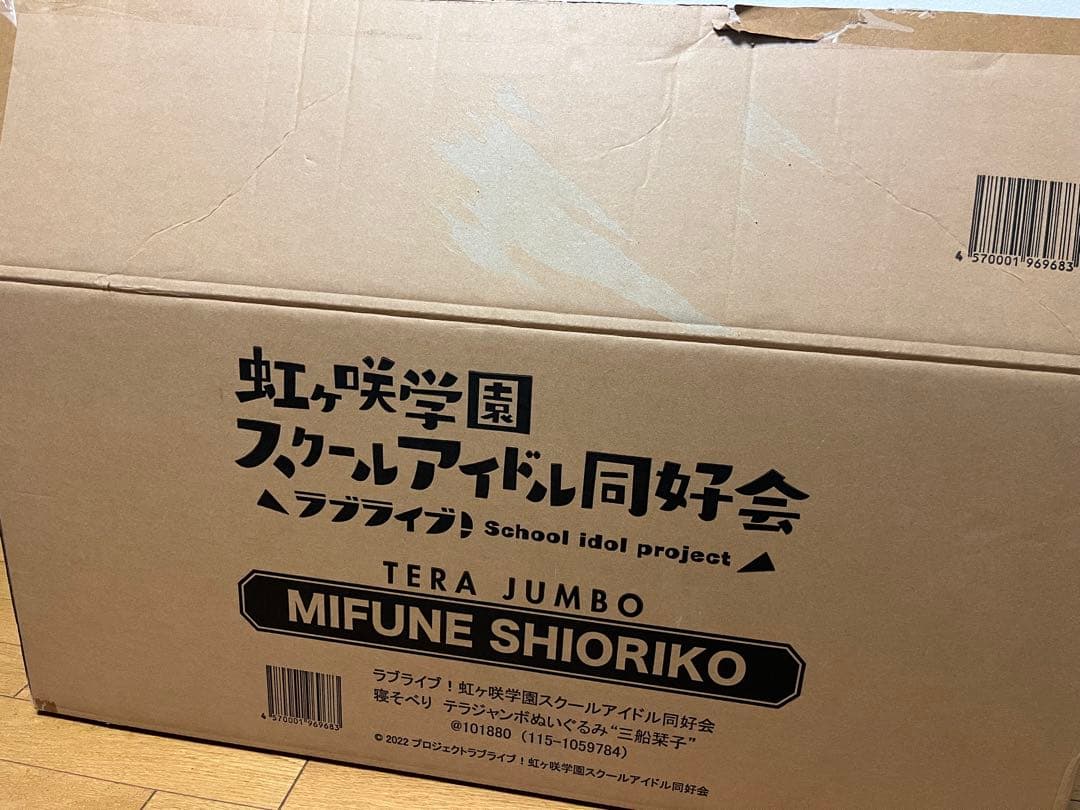 4 570001 969683
虹ヶ咲学園
スクールアイドル同好会
ラブライブ! School idol project
TERA JUMBO
MIFUNE SHIORIKO
4 570001 969683
ラブライブ！虹ヶ咲学園スクールアイドル同好会
寝そべり テラジャンボぬいぐるみ“三船栞子”
@101880 (115-1059784)
© 2022 プロジェクトラブライブ！虹ヶ咲学園スクールアイドル同好会